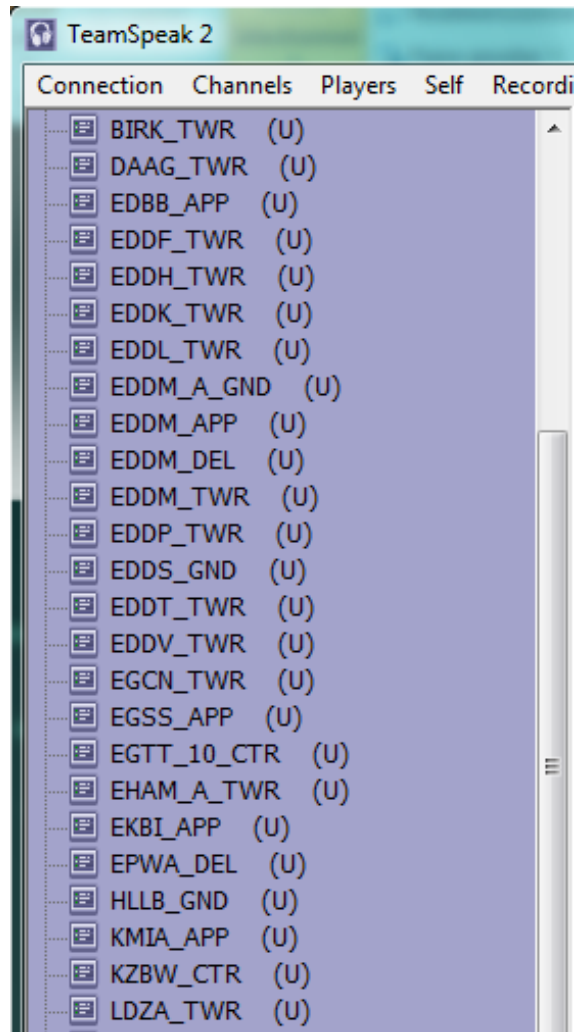 TeamSpeak 2
Connection Channels Players Self Recordi
BIRK_TWR (U)
DAAG_TWR (U)
EDBB_APP (U)
EDDF_TWR (U)
EDDH_TWR (U)
EDDK_TWR (U)
EDDL_TWR (U)
EDDM_A_GND (U)
EDDM_APP (U)
EDDM_DEL (U)
EDDM_TWR (U)
EDDP_TWR (U)
EDDS_GND (U)
EDDT_TWR (U)
EDDV_TWR (U)
EGCN_TWR (U)
EGSS_APP (U)
EGTT_10_CTR (U)
EHAM_A_TWR (U)
EKBI_APP (U)
EPWA_DEL (U)
HLLB_GND (U)
KMIA_APP (U)
KZBW_CTR (U)
LDZA_TWR (U)